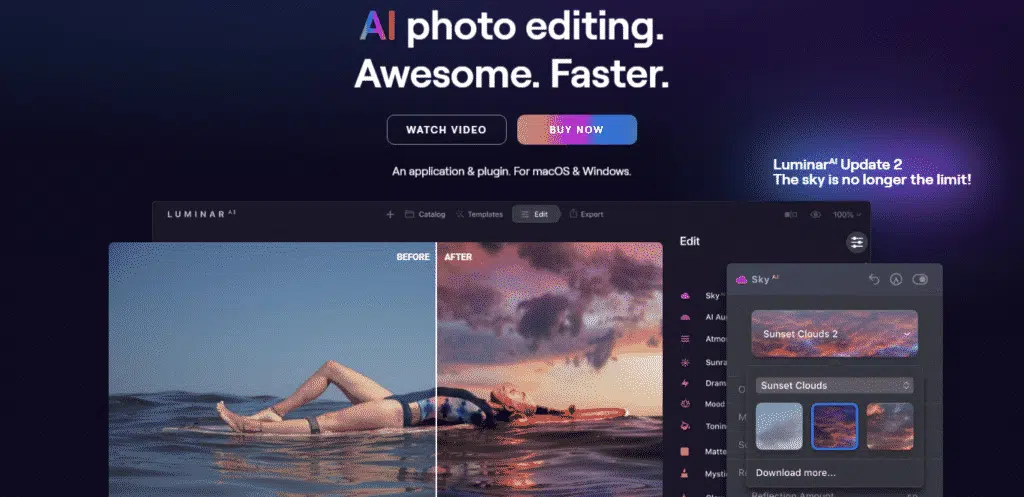 AI photo editing.
Awesome. Faster.
WATCH VIDEO
BUY NOW
An application & plugin. For macOS & Windows.
Luminar AI Update 2
The sky is no longer the limit!
LUMINAR AI
Catalog
Templates
Edit
Export
100%
BEFORE
AFTER
Edit
Sky
AI Au
Atmo
Sunra
Dram
Mood
Tonin
Matte
Mystic
Sky AI
Sunset Clouds 2
Sunset Clouds
Download more...
Reflection Amount